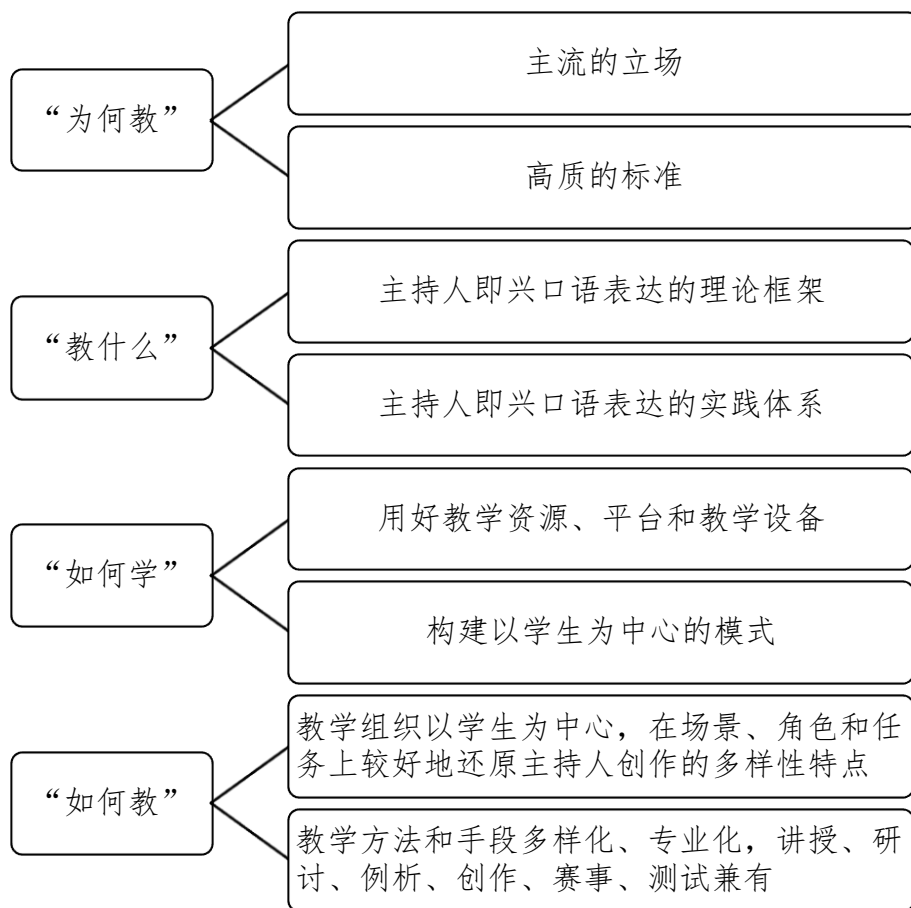 “为何教”
主流的立场
高质的标准
“教什么”
主持人即兴口语表达的理论框架
主持人即兴口语表达的实践体系
“如何学”
用好教学资源、平台和教学设备
构建以学生为中心的模式
“如何教”
教学组织以学生为中心，在场景、角色和任
务上较好地还原主持人创作的多样性特点
教学方法和手段多样化、专业化，讲授、研
讨、例析、创作、赛事、测试兼有